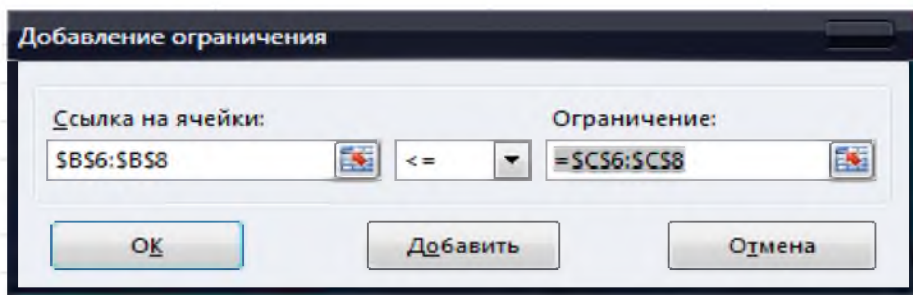 Добавление ограничения
Ссылка на ячейки: Ограничение:
$B$6:$B$8 <= =$C$6:$C$8
ОК Добавить Отмена